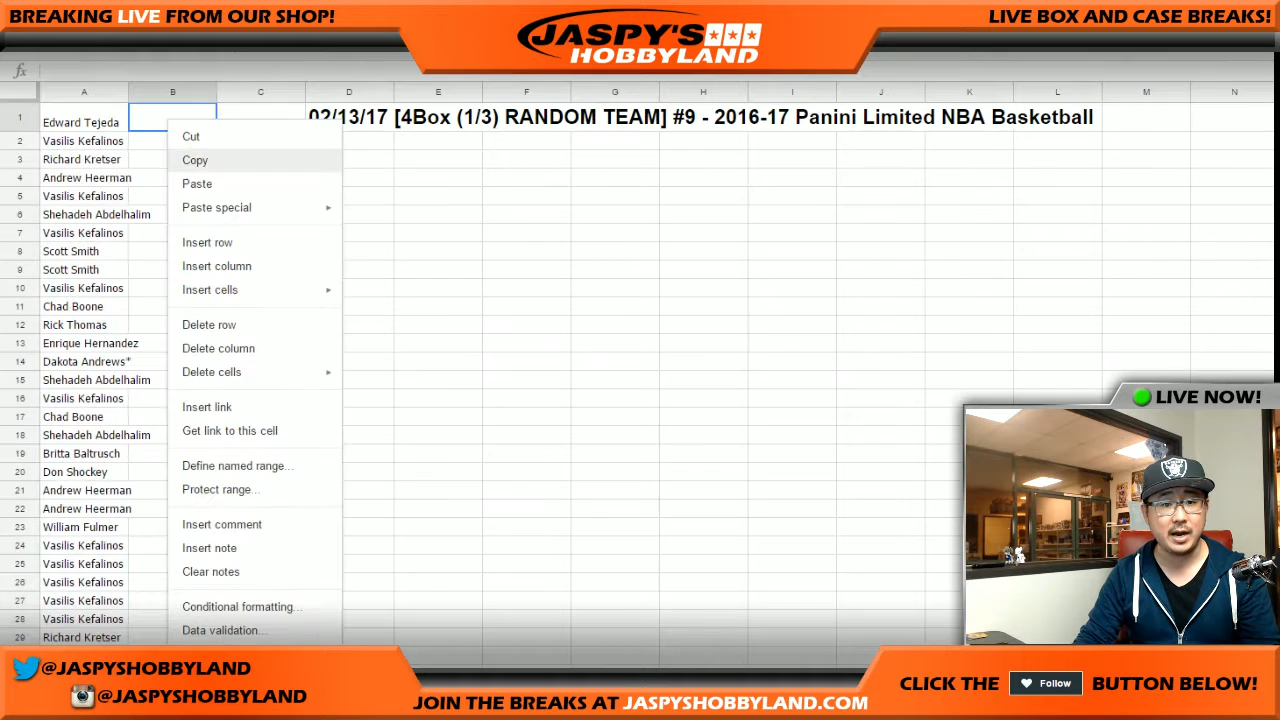 BREAKING LIVE FROM OUR SHOP!
JASPY'S
HOBBYLAND
LIVE BOX AND CASE BREAKS!
fx
A B C D E F G H I J K L M N
1 Edward Tejeda
02/13/17 [4Box (1/3) RANDOM TEAM] #9 - 2016-17 Panini Limited NBA Basketball
2 Vasilis Kefalinos
3 Richard Kretser
4 Andrew Heerman
5 Vasilis Kefalinos
6 Shehadeh Abdelhalim
7 Vasilis Kefalinos
8 Scott Smith
9 Scott Smith
10 Vasilis Kefalinos
11 Chad Boone
12 Rick Thomas
13 Enrique Hernandez
14 Dakota Andrews*
15 Shehadeh Abdelhalim
16 Vasilis Kefalinos
17 Chad Boone
18 Shehadeh Abdelhalim
19 Britta Baltrusch
20 Don Shockey
21 Andrew Heerman
22 Andrew Heerman
23 William Fulmer
24 Vasilis Kefalinos
25 Vasilis Kefalinos
26 Vasilis Kefalinos
27 Vasilis Kefalinos
28 Vasilis Kefalinos
29 Richard Kretser
Cut
Copy
Paste
Paste special
Insert row
Insert column
Insert cells
Delete row
Delete column
Delete cells
Insert link
Get link to this cell
Define named range...
Protect range...
Insert comment
Insert note
Clear notes
Conditional formatting...
Data validation...
LIVE NOW!
@JASPYSHOBBYLAND
@JASPYSHOBBYLAND
JOIN THE BREAKS AT JASPYSHOBBYLAND.COM
CLICK THE Follow BUTTON BELOW!